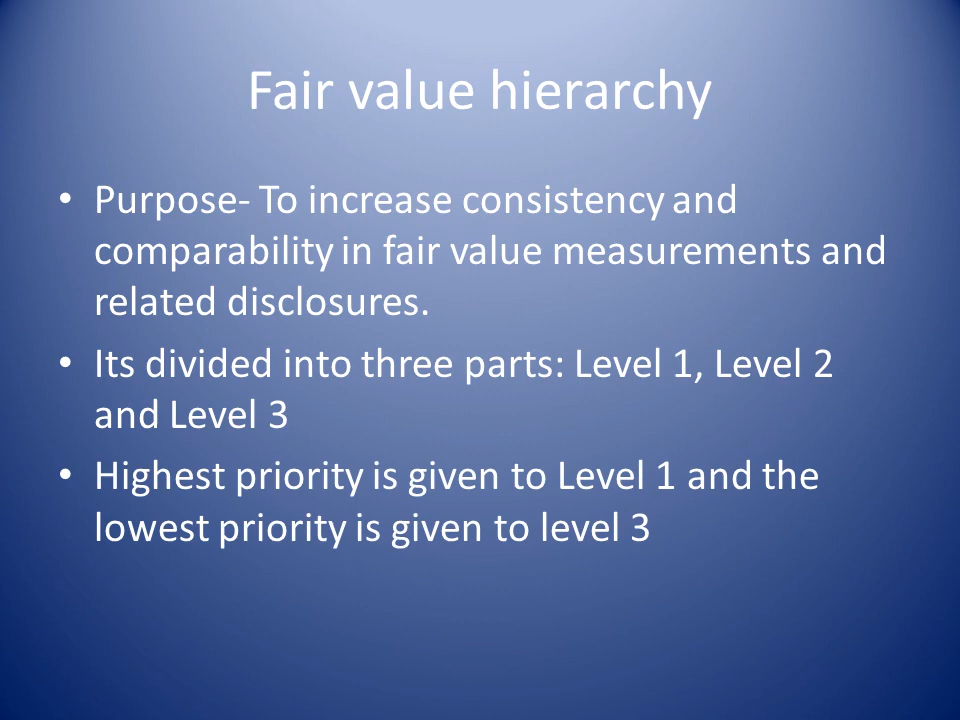 Fair value hierarchy
• Purpose- To increase consistency and
comparability in fair value measurements and
related disclosures.
• Its divided into three parts: Level 1, Level 2
and Level 3
• Highest priority is given to Level 1 and the
lowest priority is given to level 3